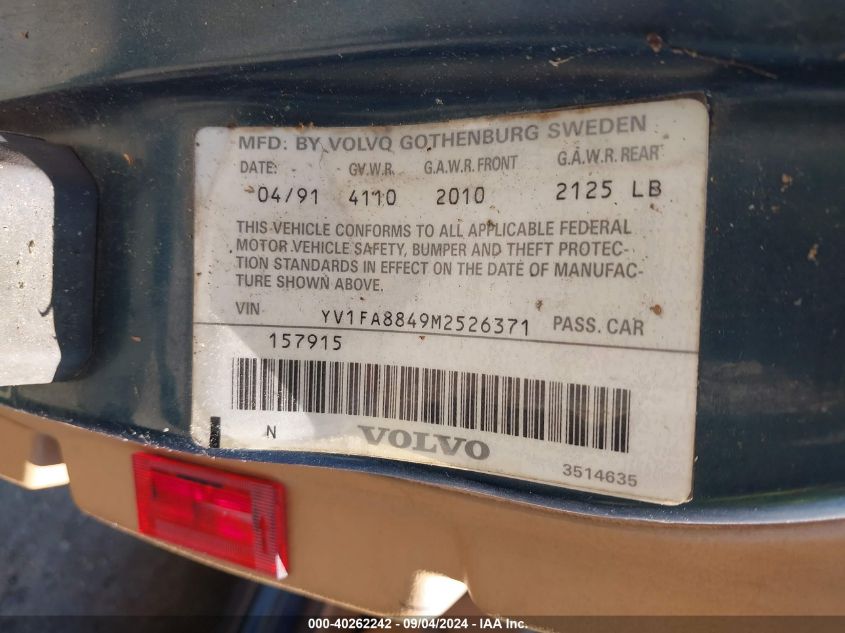 MFD: BY VOLVO GOTHENBURG SWEDEN
DATE: G.V.W.R. G.A.W.R. FRONT G.A.W.R. REAR
04/91 4110 2010 2125 LB
THIS VEHICLE CONFORMS TO ALL APPLICABLE FEDERAL
MOTOR VEHICLE SAFETY, BUMPER AND THEFT PROTEC-
TION STANDARDS IN EFFECT ON THE DATE OF MANUFAC-
TURE SHOWN ABOVE.
VIN YV1FA8849M2526371 PASS. CAR
157915
N VOLVO
3514635
000-40262242 - 09/04/2024 - IAA Inc.